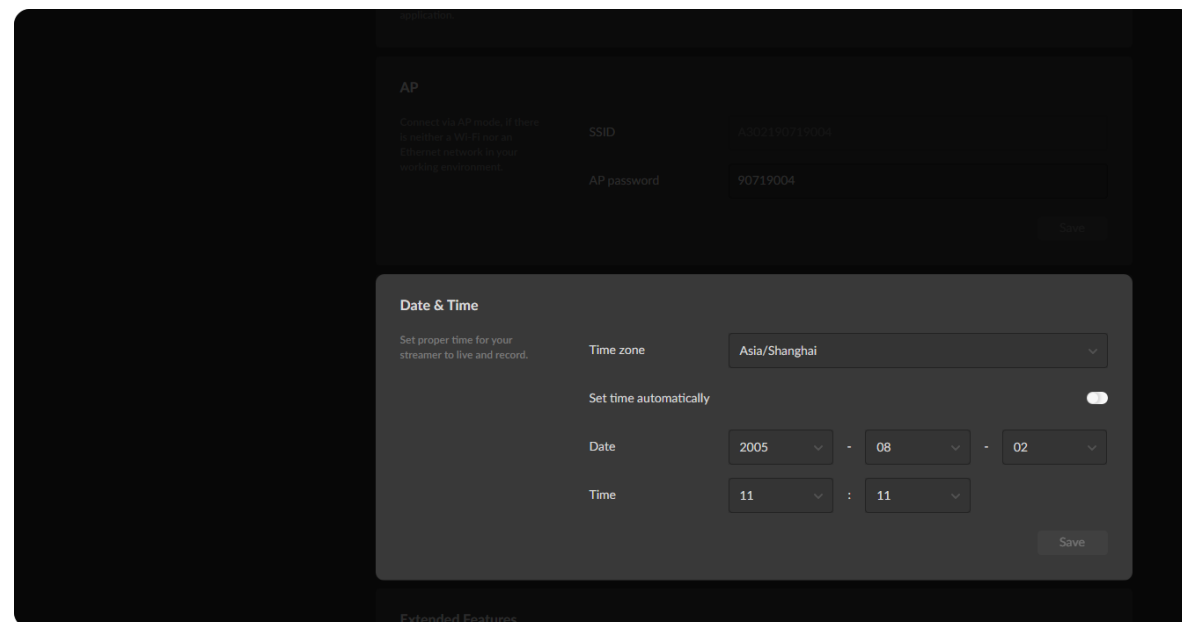 application.
AP
Connect via AP mode, if there
is neither a Wi-Fi nor an
Ethernet network in your
working environment.
SSID
A302190719004
AP password
90719004
Save
Date & Time
Set proper time for your
streamer to live and record.
Time zone
Asia/Shanghai
Set time automatically
Date
2005 - 08 - 02
Time
11 : 11
Save
Extended Features